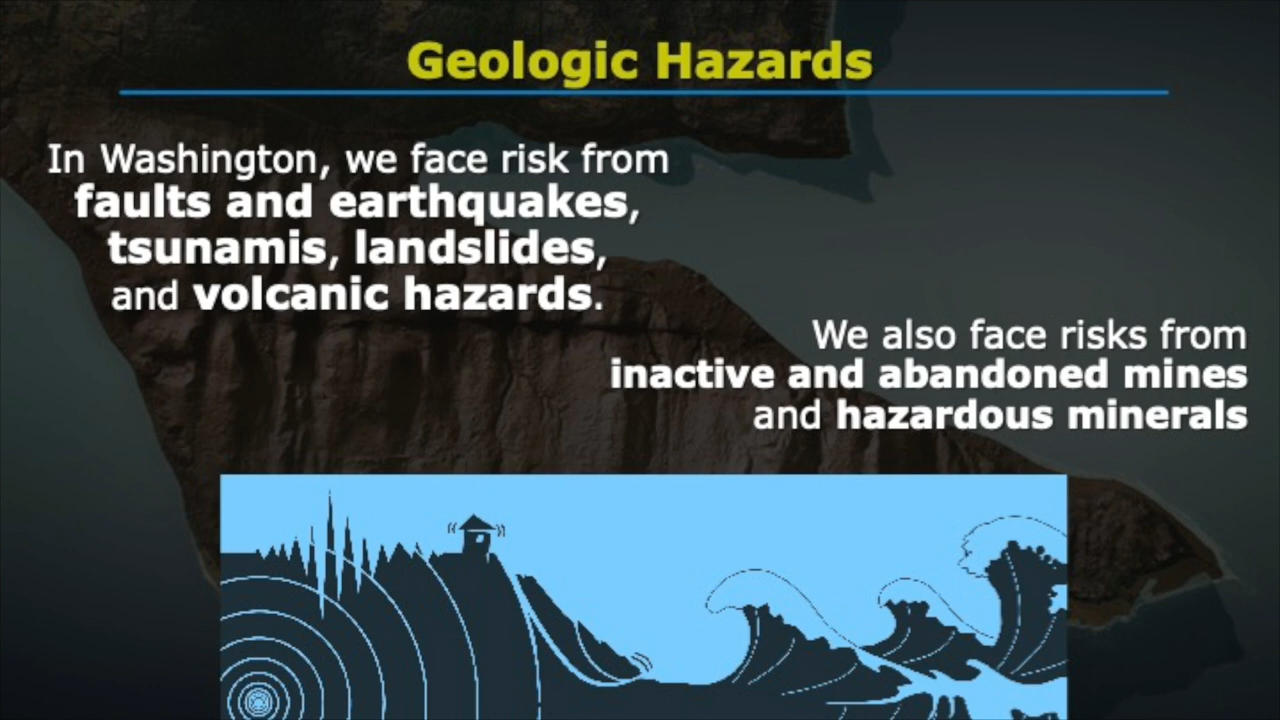 Geologic Hazards
In Washington, we face risk from
faults and earthquakes,
tsunamis, landslides,
and volcanic hazards.
We also face risks from
inactive and abandoned mines
and hazardous minerals